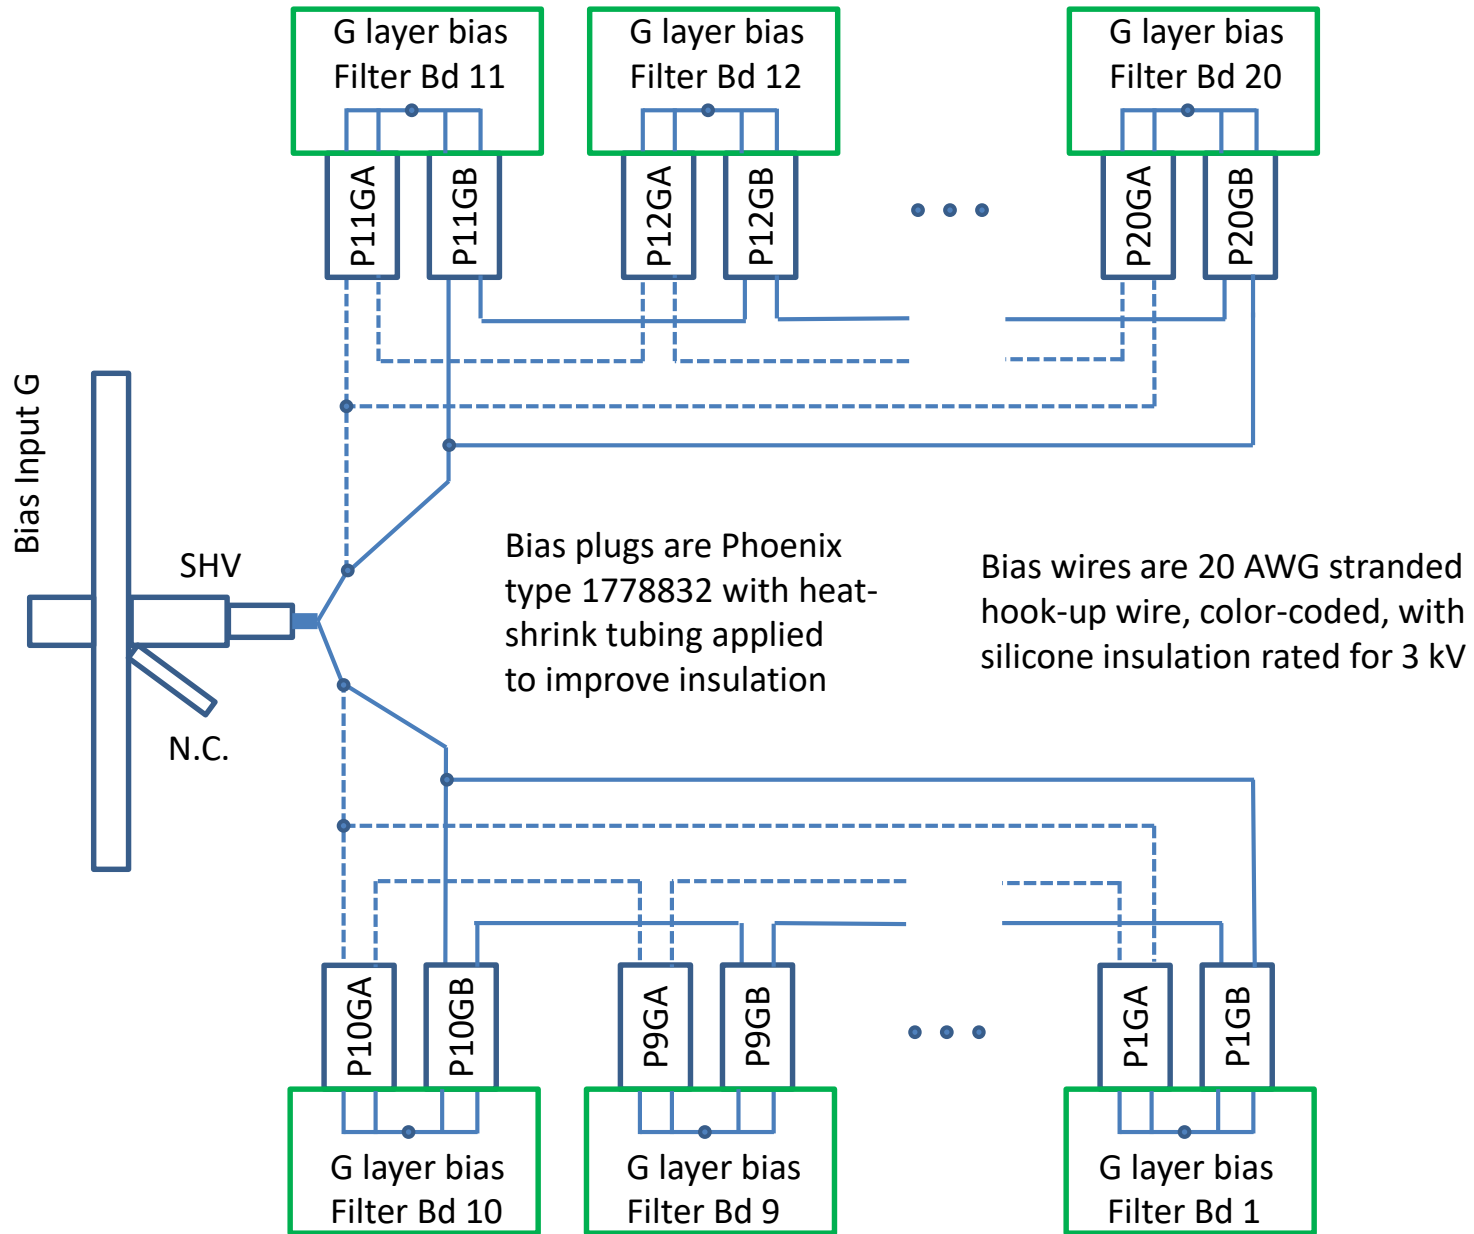 G layer bias
Filter Bd 11
G layer bias
Filter Bd 12
G layer bias
Filter Bd 20
P11GA
P11GB
P12GA
P12GB
P20GA
P20GB
Bias Input G
SHV
N.C.
Bias plugs are Phoenix
type 1778832 with heat-
shrink tubing applied
to improve insulation
Bias wires are 20 AWG stranded
hook-up wire, color-coded, with
silicone insulation rated for 3 kV
P10GA
P10GB
P9GA
P9GB
P1GA
P1GB
G layer bias
Filter Bd 10
G layer bias
Filter Bd 9
G layer bias
Filter Bd 1